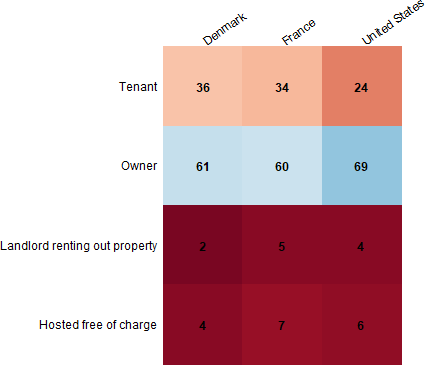 Denmark France United States
Tenant 36 34 24
Owner 61 60 69
Landlord renting out property 2 5 4
Hosted free of charge 4 7 6